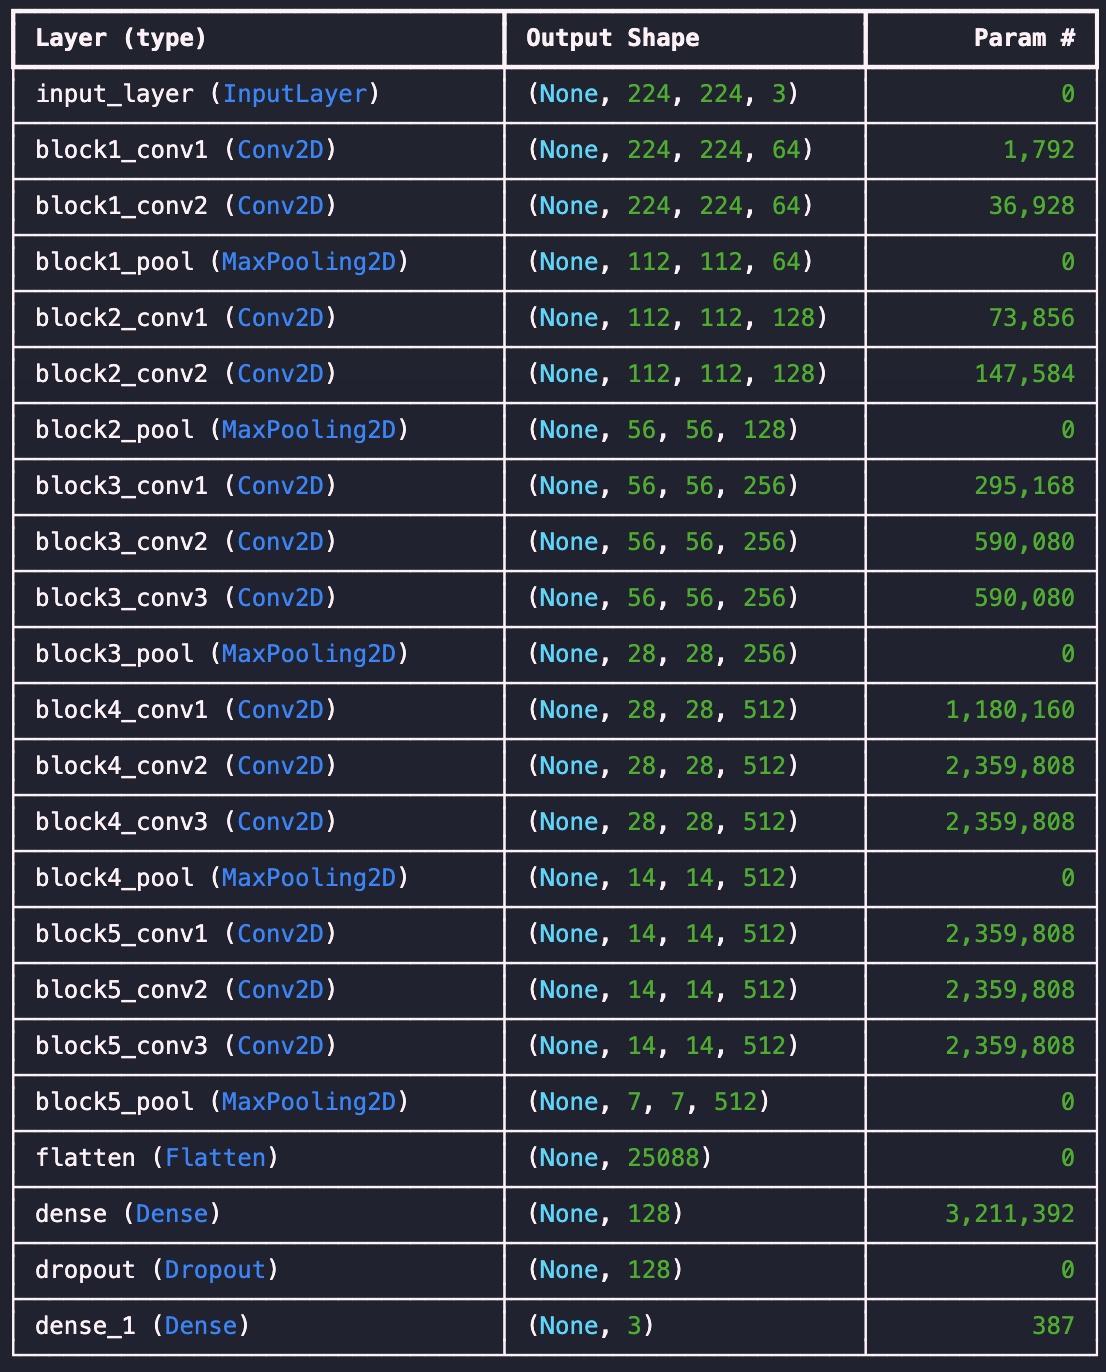 Layer (type) Output Shape Param #
input_layer (InputLayer) (None, 224, 224, 3) 0
block1_conv1 (Conv2D) (None, 224, 224, 64) 1,792
block1_conv2 (Conv2D) (None, 224, 224, 64) 36,928
block1_pool (MaxPooling2D) (None, 112, 112, 64) 0
block2_conv1 (Conv2D) (None, 112, 112, 128) 73,856
block2_conv2 (Conv2D) (None, 112, 112, 128) 147,584
block2_pool (MaxPooling2D) (None, 56, 56, 128) 0
block3_conv1 (Conv2D) (None, 56, 56, 256) 295,168
block3_conv2 (Conv2D) (None, 56, 56, 256) 590,080
block3_conv3 (Conv2D) (None, 56, 56, 256) 590,080
block3_pool (MaxPooling2D) (None, 28, 28, 256) 0
block4_conv1 (Conv2D) (None, 28, 28, 512) 1,180,160
block4_conv2 (Conv2D) (None, 28, 28, 512) 2,359,808
block4_conv3 (Conv2D) (None, 28, 28, 512) 2,359,808
block4_pool (MaxPooling2D) (None, 14, 14, 512) 0
block5_conv1 (Conv2D) (None, 14, 14, 512) 2,359,808
block5_conv2 (Conv2D) (None, 14, 14, 512) 2,359,808
block5_conv3 (Conv2D) (None, 14, 14, 512) 2,359,808
block5_pool (MaxPooling2D) (None, 7, 7, 512) 0
flatten (Flatten) (None, 25088) 0
dense (Dense) (None, 128) 3,211,392
dropout (Dropout) (None, 128) 0
dense_1 (Dense) (None, 3) 387